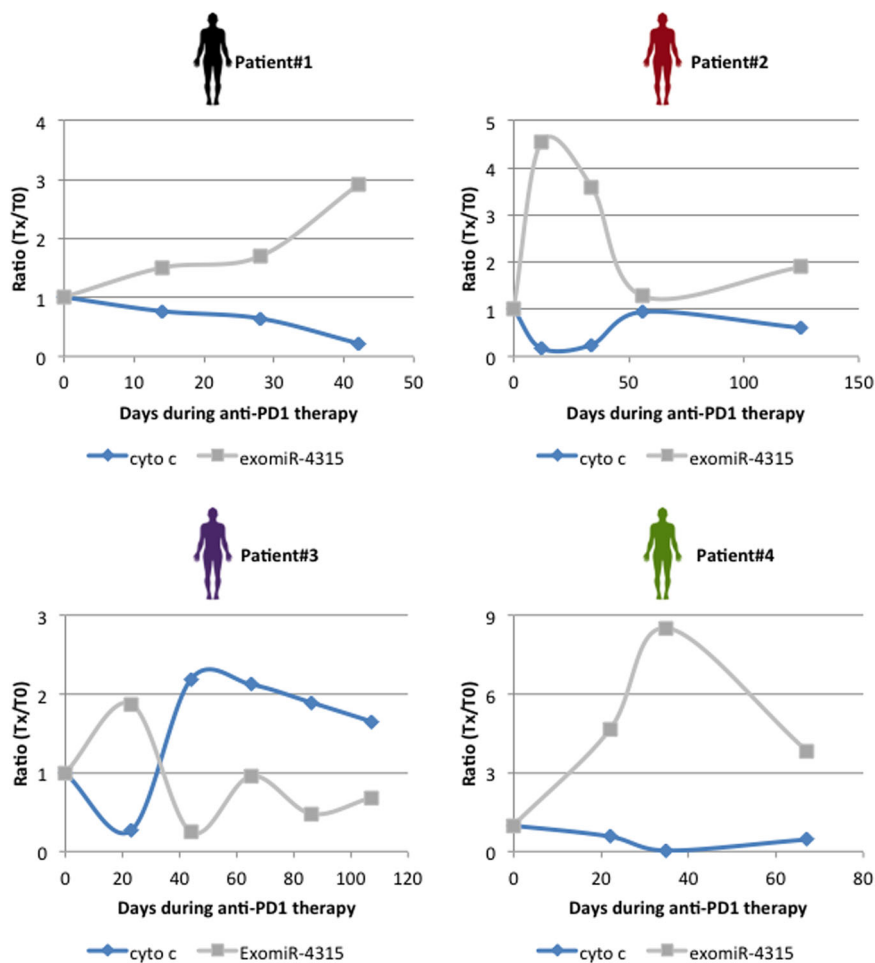 Patient#1
4
3
2
1
0
Ratio (Tx/T0)
0 10 20 30 40 50
Days during anti-PD1 therapy
cyto c exomiR-4315
Patient#2
5
4
3
2
1
0
Ratio (Tx/T0)
0 50 100 150
Days during anti-PD1 therapy
cyto c exomiR-4315
Patient#3
3
2
1
0
Ratio (Tx/T0)
0 20 40 60 80 100 120
Days during anti-PD1 therapy
cyto c ExomiR-4315
Patient#4
9
6
3
0
Ratio (Tx/T0)
0 20 40 60 80
Days during anti-PD1 therapy
cyto c exomiR-4315